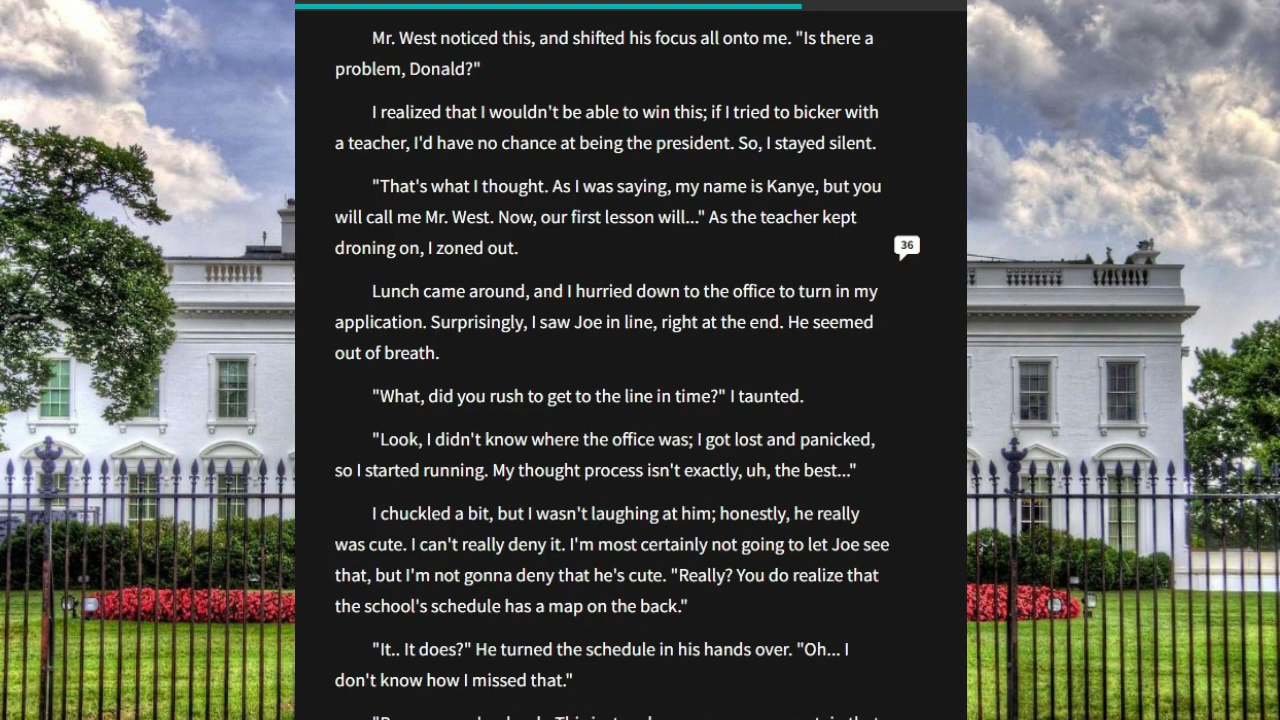 Mr. West noticed this, and shifted his focus all onto me. "Is there a
problem, Donald?"
I realized that I wouldn't be able to win this; if I tried to bicker with
a teacher, I'd have no chance at being the president. So, I stayed silent.
"That's what I thought. As I was saying, my name is Kanye, but you
will call me Mr. West. Now, our first lesson will..." As the teacher kept
droning on, I zoned out.
36
Lunch came around, and I hurried down to the office to turn in my
application. Surprisingly, I saw Joe in line, right at the end. He seemed
out of breath.
"What, did you rush to get to the line in time?" I taunted.
"Look, I didn't know where the office was; I got lost and panicked,
so I started running. My thought process isn't exactly, uh, the best..."
I chuckled a bit, but I wasn't laughing at him; honestly, he really
was cute. I can't really deny it. I'm most certainly not going to let Joe see
that, but I'm not gonna deny that he's cute. "Really? You do realize that
the school's schedule has a map on the back."
"It.. It does?" He turned the schedule in his hands over. "Oh... I
don't know how I missed that."